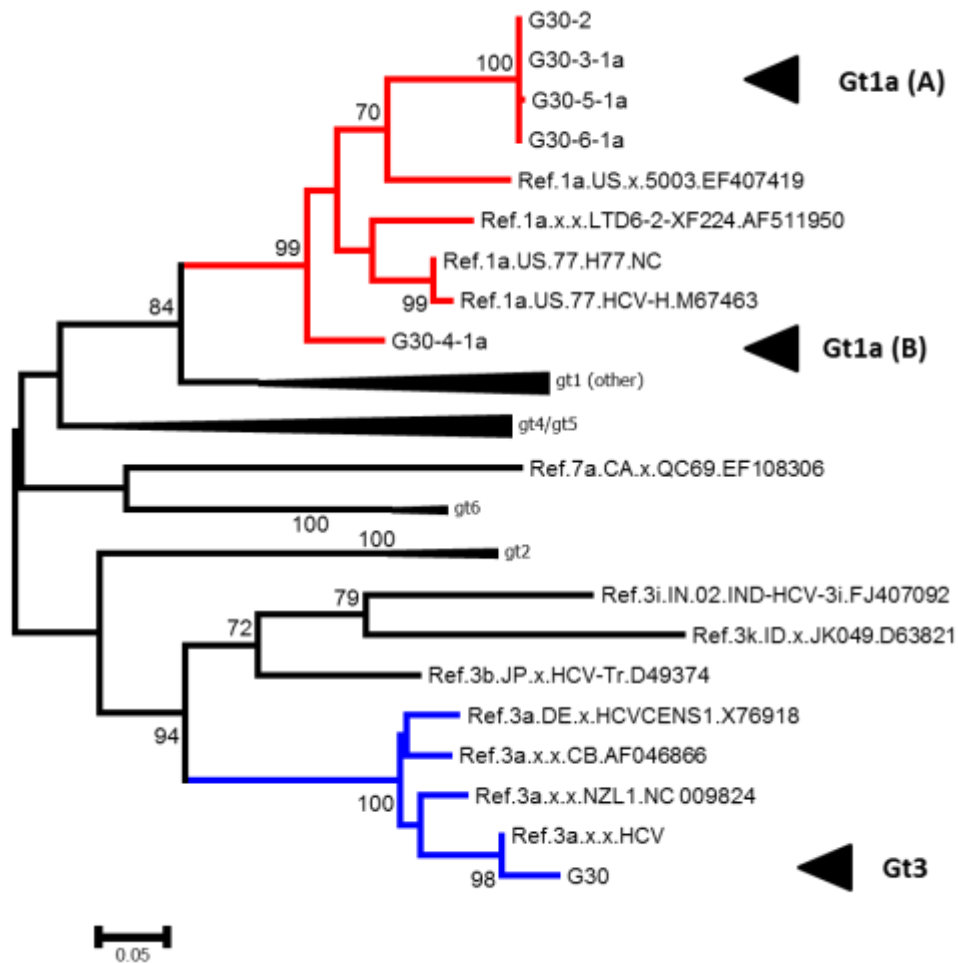 G30-2
100
G30-3-1a
Gt1a (A)
G30-5-1a
70
G30-6-1a
Ref.1a.US.x.5003.EF407419
Ref.1a.x.x.LTD6-2-XF224.AF511950
99
Ref.1a.US.77.H77.NC
99
Ref.1a.US.77.HCV-H.M67463
84
G30-4-1a
Gt1a (B)
gt1 (other)
gt4/gt5
Ref.7a.CA.x.QC69.EF108306
gt6
100
100
gt2
79
Ref.3i.IN.02.IND-HCV-3i.FJ407092
72
Ref.3k.ID.x.JK049.D63821
Ref.3b.JP.x.HCV-Tr.D49374
Ref.3a.DE.x.HCVCENS1.X76918
94
Ref.3a.x.x.CB.AF046866
100
Ref.3a.x.x.NZL1.NC 009824
Ref.3a.x.x.HCV
98
G30
Gt3
0.05